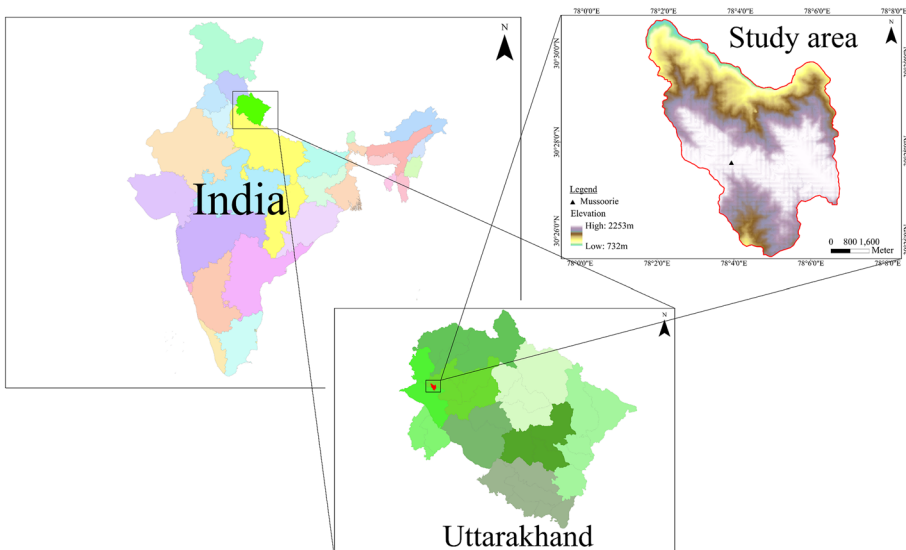 N
India
78°0'0"E
78°2'0"E
78°4'0"E
78°6'0"E
78°8'0"E
Study area
N
30°30'0"N
30°28'0"N
30°26'0"N
Legend
Mussoorie
Elevation
High: 2253m
Low: 732m
0 800 1,600
Meter
78°0'0"E
78°2'0"E
78°4'0"E
78°6'0"E
78°8'0"E
N
Uttarakhand